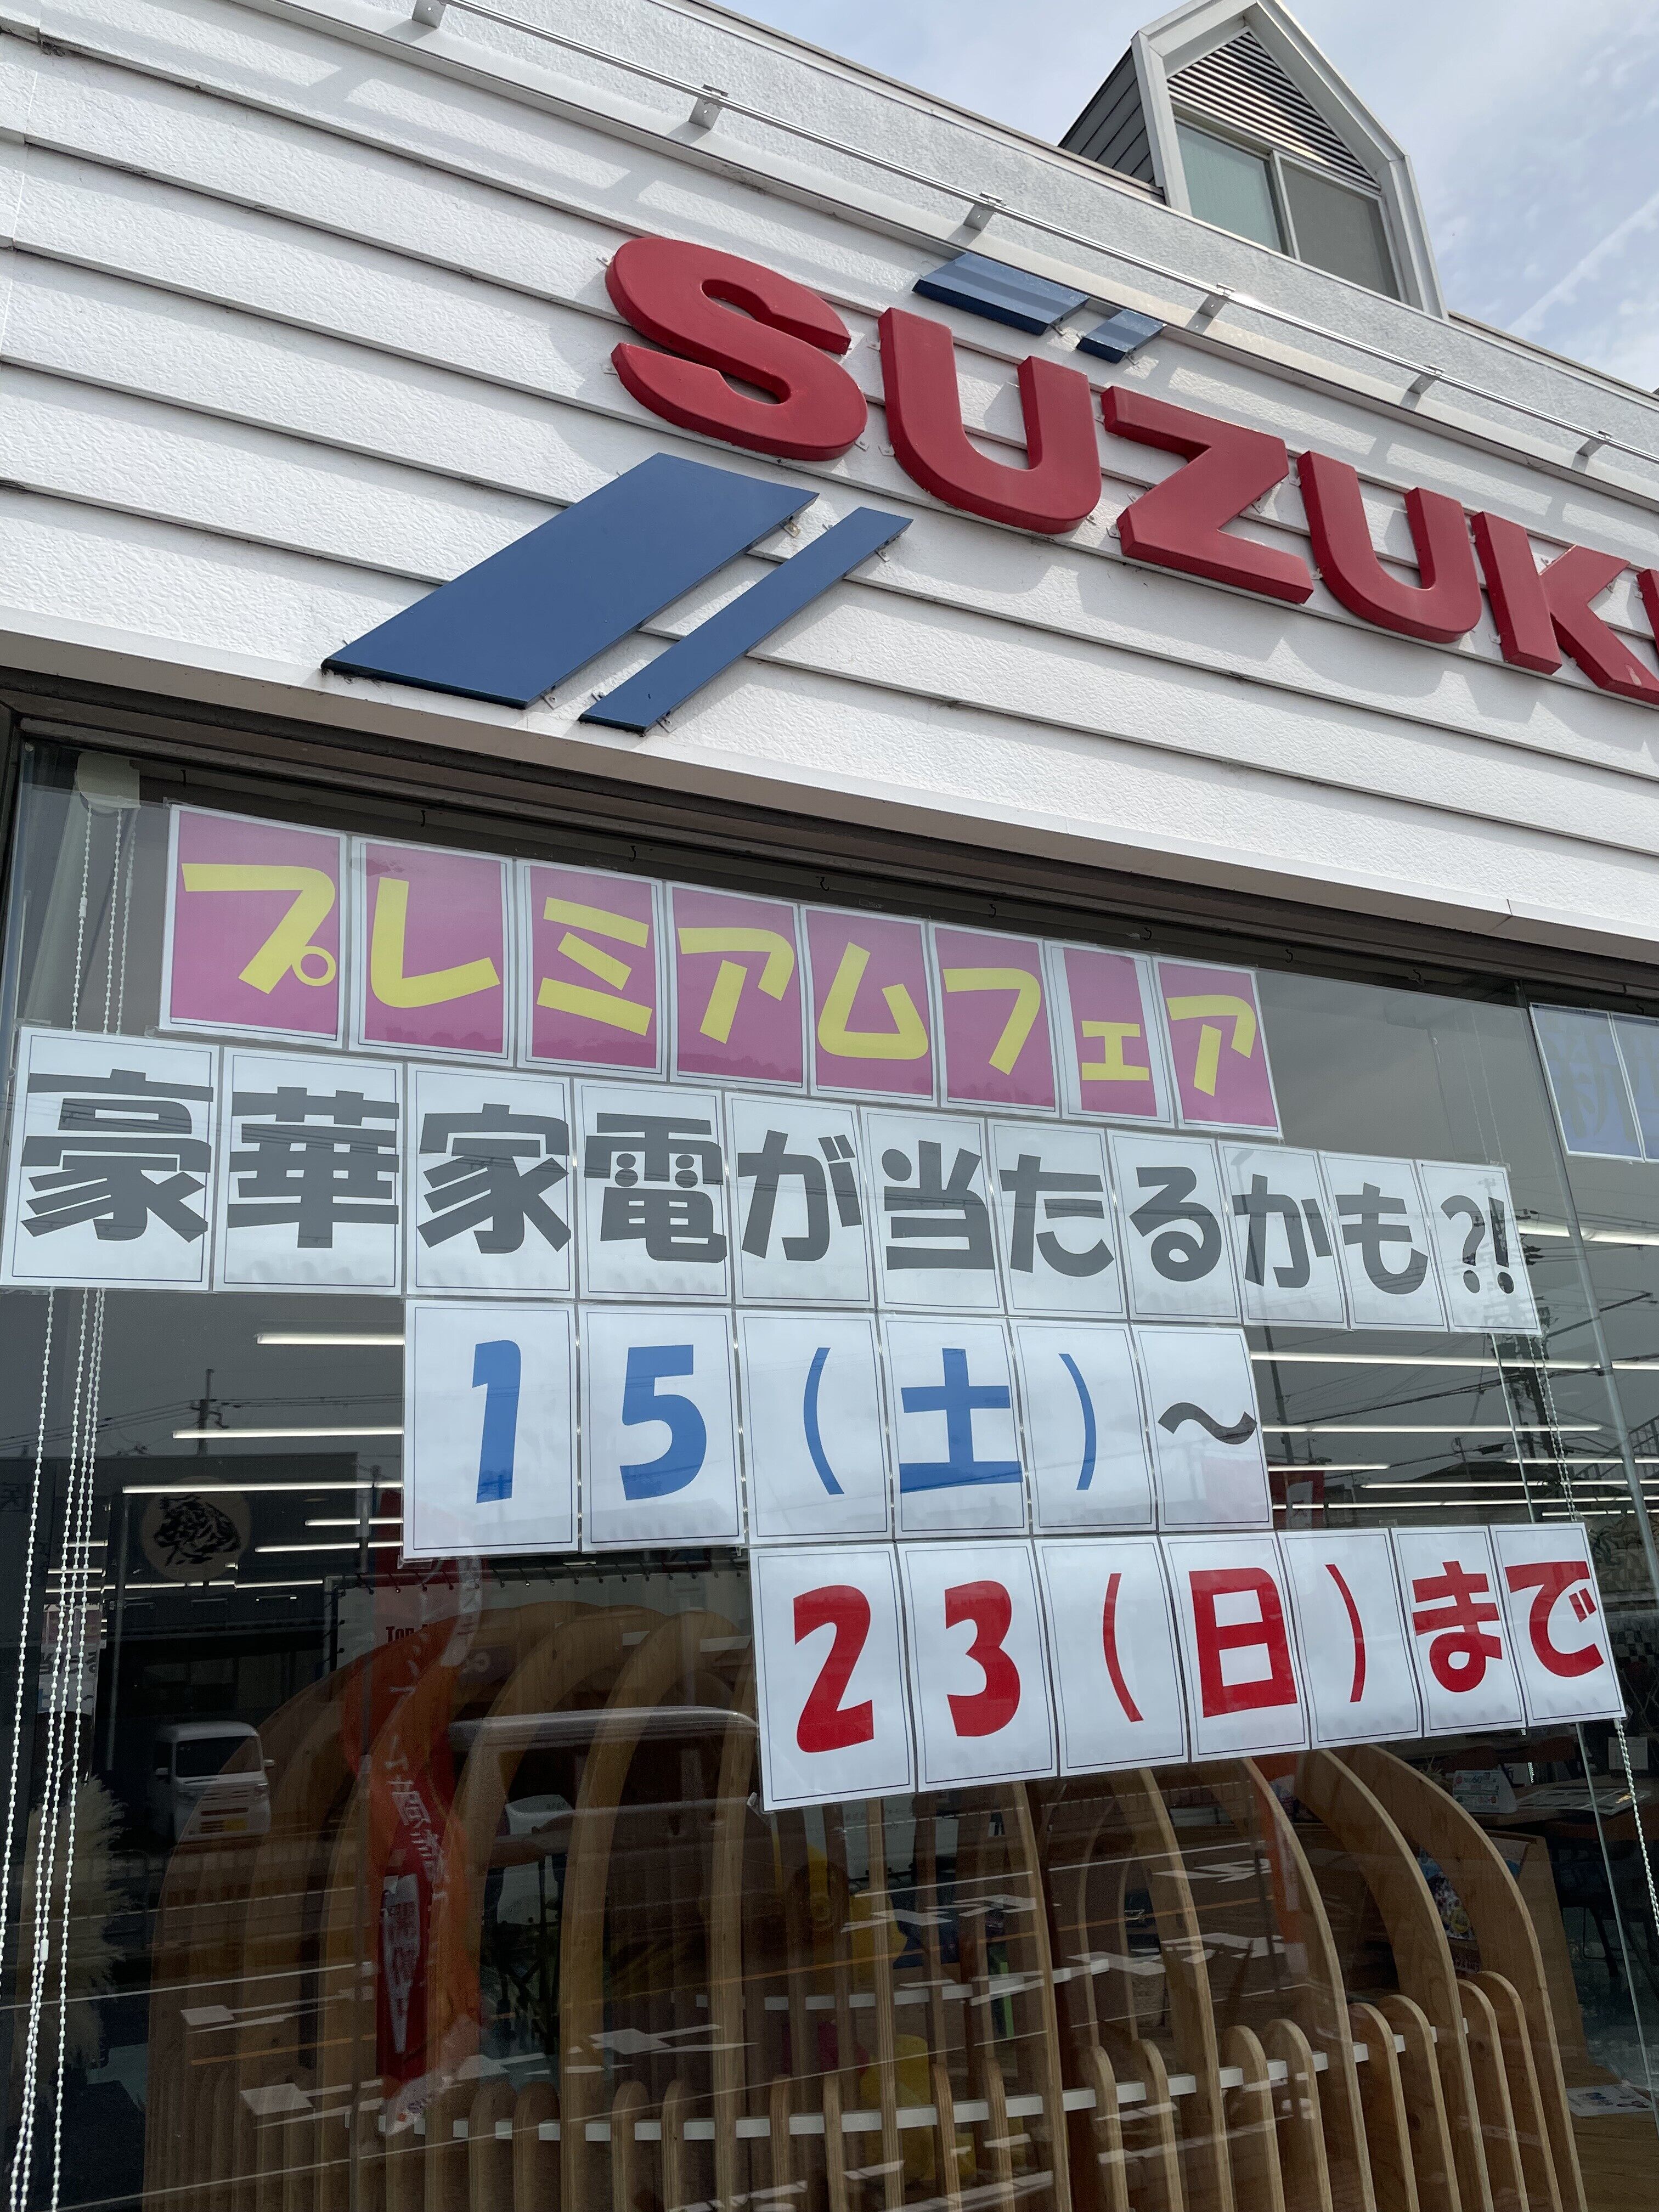 SUZUKI
プレミアムフェア
豪華家電が当たるかも?!
15(土)〜
23(日)まで